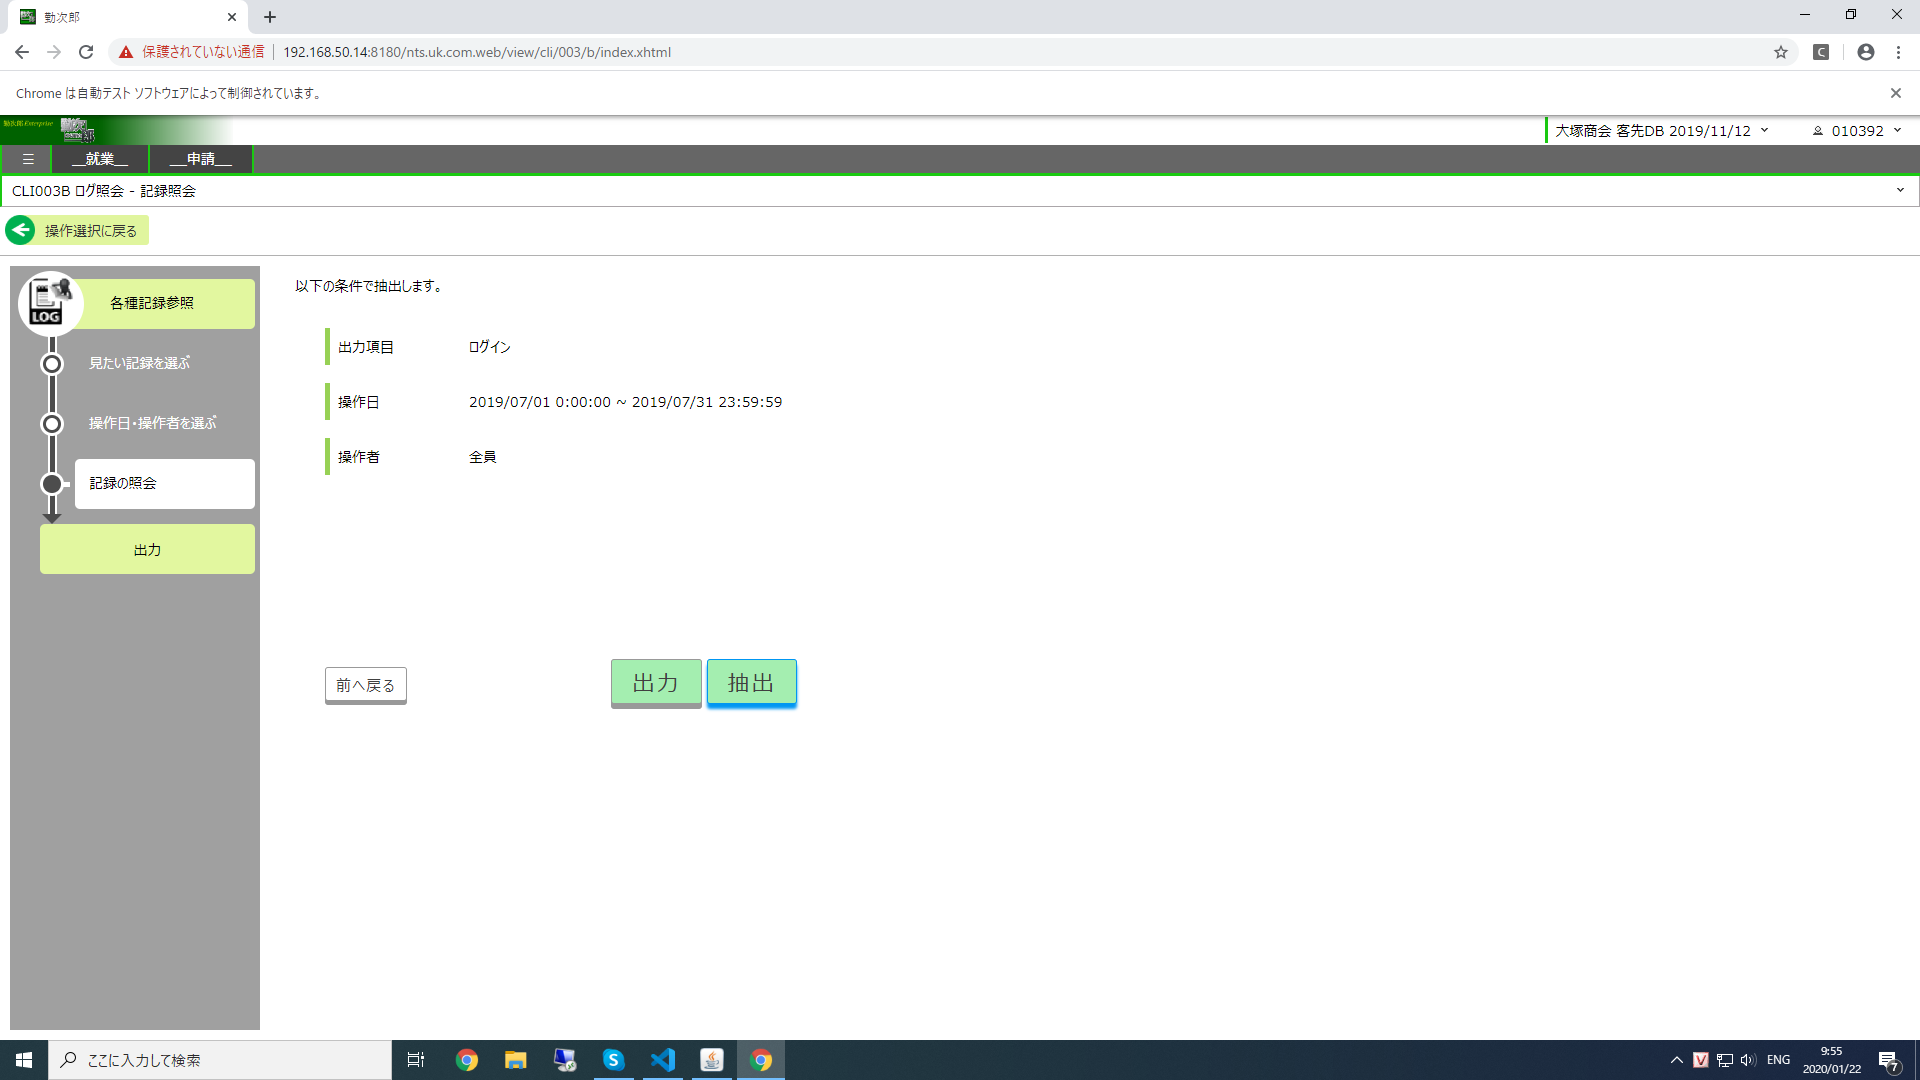 勤次郎
保護されていない通信 192.168.50.14:8180/nts.uk.com.web/view/cli/003/b/index.xhtml
C
Chrome は自動テスト ソフトウェアによって制御されています。
勤次郎 Enterprise
大塚商会 客先DB 2019/11/12 010392
☰ __就業__ __申請__
CLI003B ログ照会 - 記録照会
操作選択に戻る
LOG 各種記録参照
見たい記録を選ぶ
操作日・操作者を選ぶ
記録の照会
出力
以下の条件で抽出します。
出力項目 ログイン
操作日 2019/07/01 0:00:00 ~ 2019/07/31 23:59:59
操作者 全員
前へ戻る 出力 抽出
ここに入力して検索
ENG
9:55
2020/01/22
7